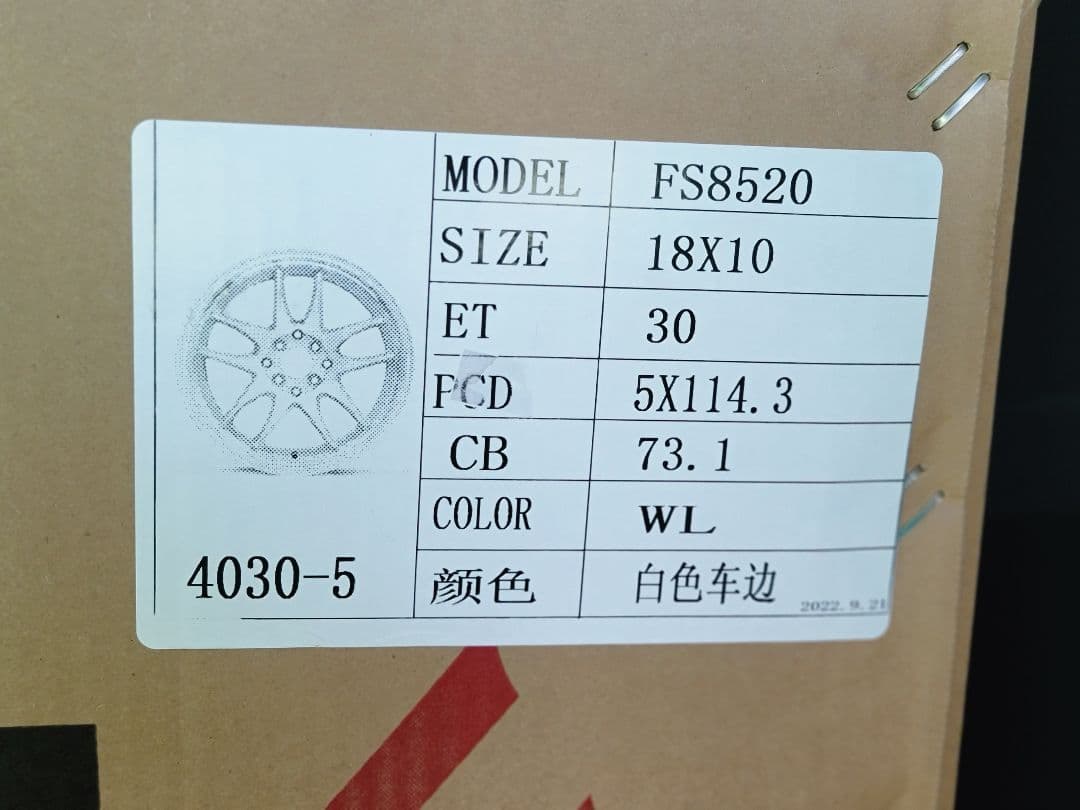 MODEL FS8520
SIZE 18X10
ET 30
PCD 5X114.3
CB 73.1
COLOR WL
颜色 白色车边
4030-5
2022.9.21